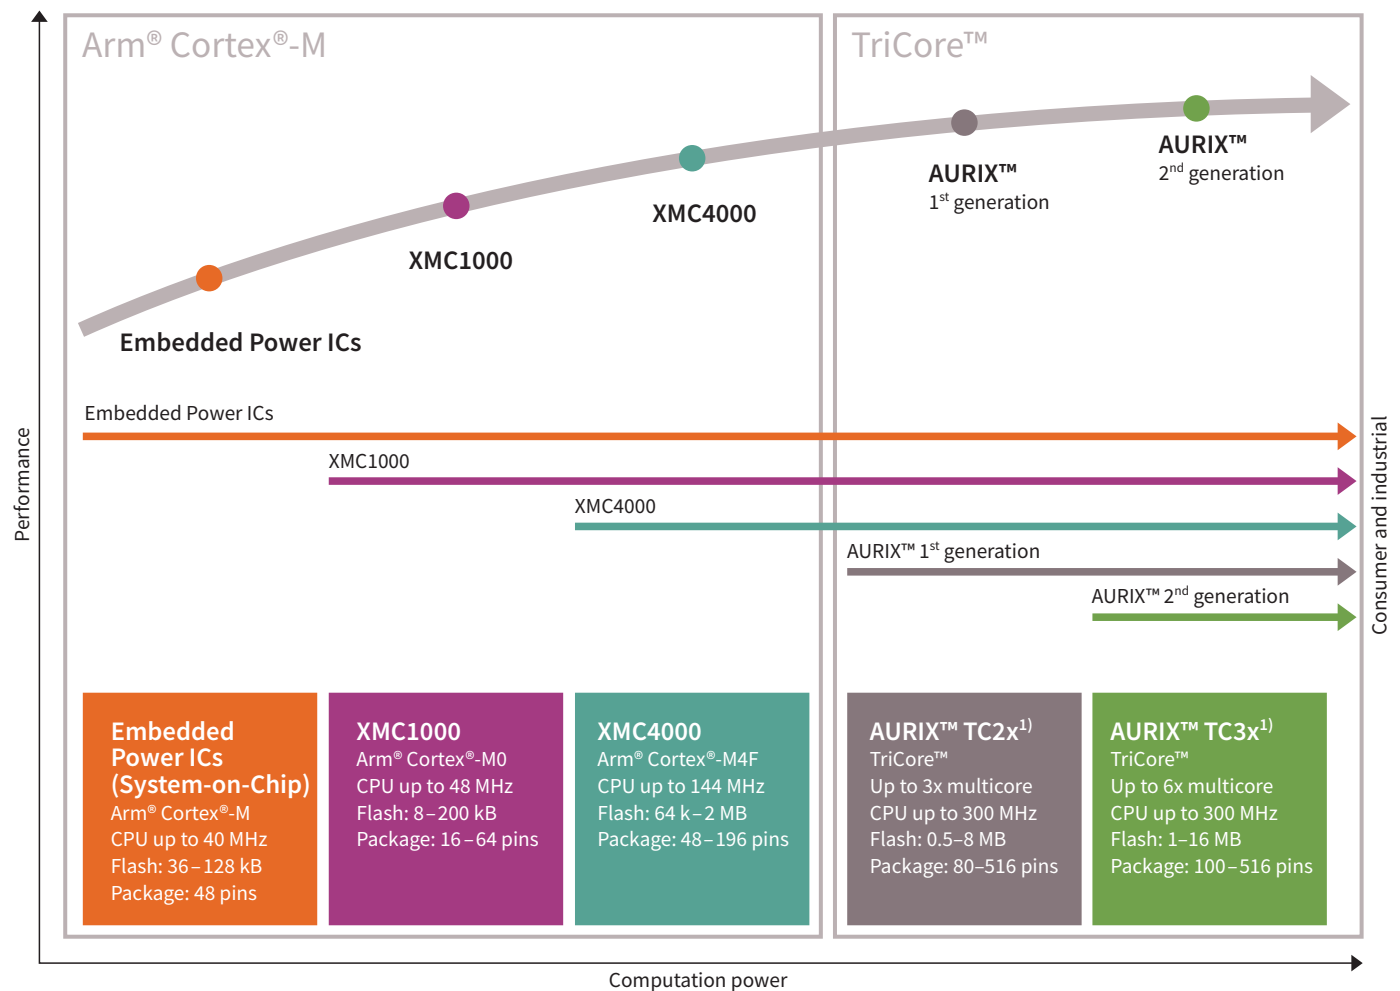 Arm® Cortex®-M
TriCore™
AURIX™
2nd generation
AURIX™
1st generation
XMC4000
XMC1000
Embedded Power ICs
Embedded Power ICs
XMC1000
XMC4000
AURIX™ 1st generation
AURIX™ 2nd generation
Performance
Consumer and industrial
Embedded
Power ICs
(System-on-Chip)
Arm® Cortex®-M
CPU up to 40 MHz
Flash: 36–128 kB
Package: 48 pins
XMC1000
Arm® Cortex®-M0
CPU up to 48 MHz
Flash: 8–200 kB
Package: 16–64 pins
XMC4000
Arm® Cortex®-M4F
CPU up to 144 MHz
Flash: 64 k–2 MB
Package: 48–196 pins
AURIX™ TC2x1)
TriCore™
Up to 3x multicore
CPU up to 300 MHz
Flash: 0.5–8 MB
Package: 80–516 pins
AURIX™ TC3x1)
TriCore™
Up to 6x multicore
CPU up to 300 MHz
Flash: 1–16 MB
Package: 100–516 pins
Computation power